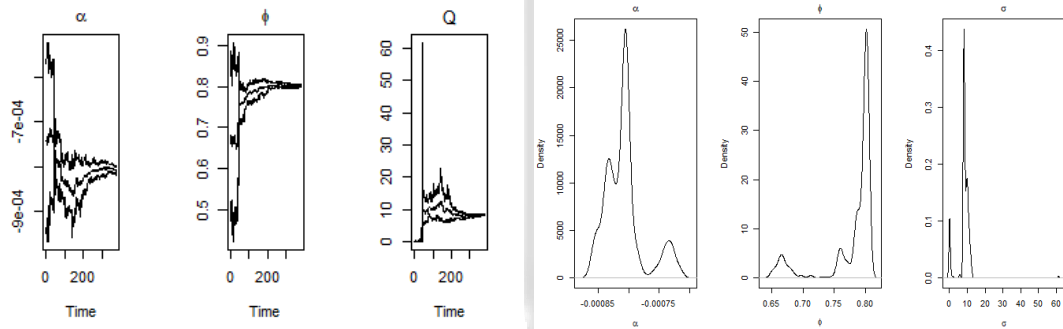 α
-9e-04 -7e-04
0 200
Time
ϕ
0.5 0.6 0.7 0.8 0.9
0 200
Time
Q
0 10 20 30 40 50 60
0 200
Time
α
Density
0 5000 10000 15000 20000 25000
-0.00085 -0.00075
α
ϕ
Density
0 10 20 30 40 50
0.65 0.70 0.75 0.80
ϕ
σ
Density
0.0 0.1 0.2 0.3 0.4
0 10 20 30 40 50 60
σ